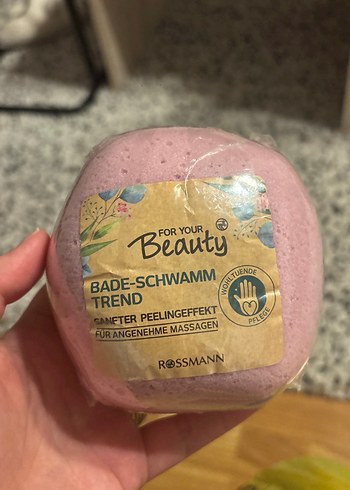 FOR YOUR
Beauty
BADE-SCHWAMM
TREND
SANFTER PEELINGEFFEKT
FÜR ANGENEHME MASSAGEN
WOHLTUENDE
PFLEGE
ROSSMANN